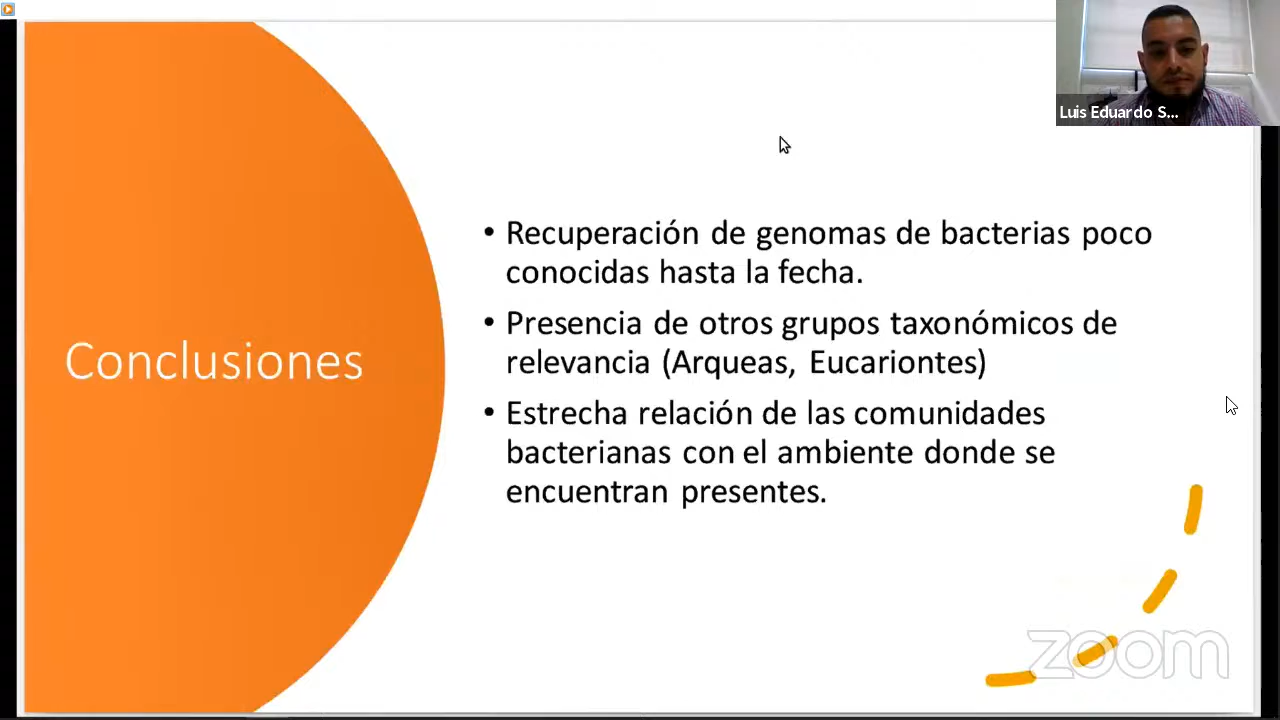 Luis Eduardo S...
Conclusiones
• Recuperación de genomas de bacterias poco
conocidas hasta la fecha.
• Presencia de otros grupos taxonómicos de
relevancia (Arqueas, Eucariontes)
• Estrecha relación de las comunidades
bacterianas con el ambiente donde se
encuentran presentes.
zoom